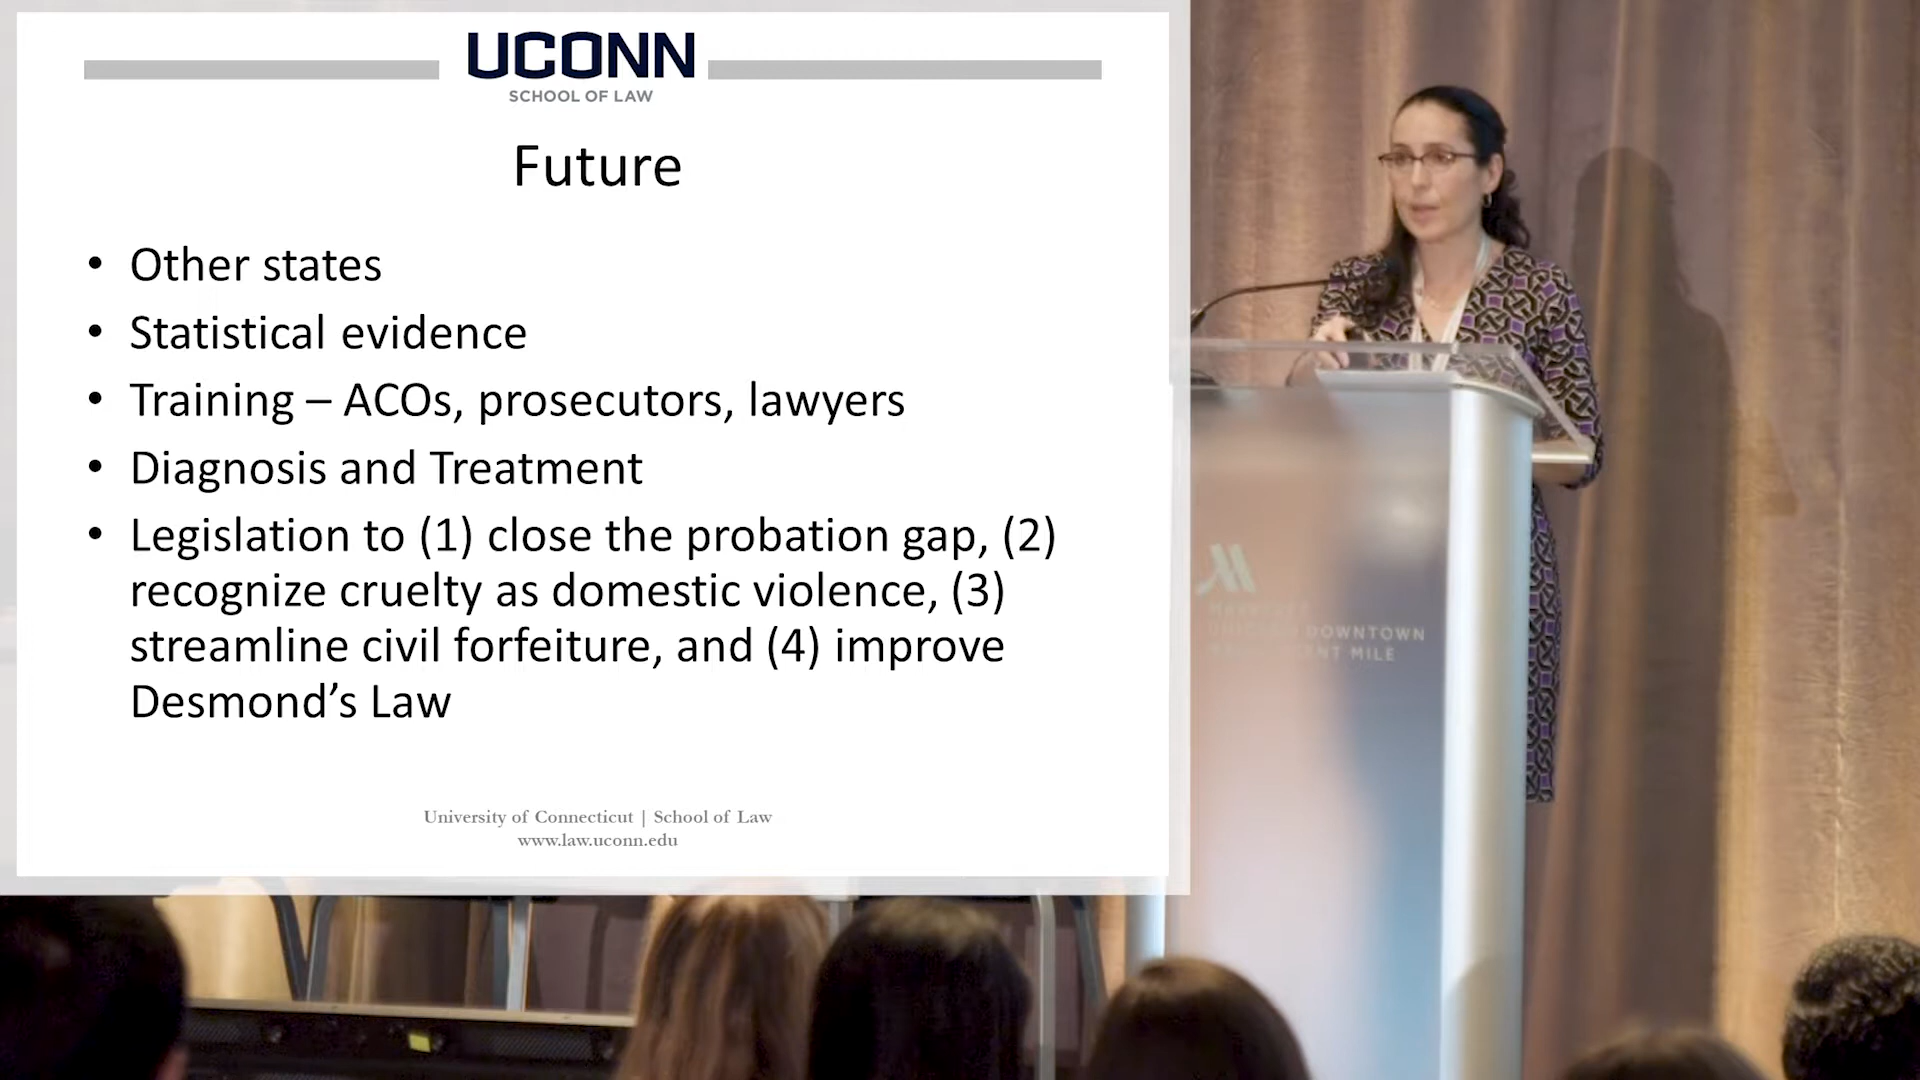 UCONN
SCHOOL OF LAW
Future
• Other states
• Statistical evidence
• Training – ACOs, prosecutors, lawyers
• Diagnosis and Treatment
• Legislation to (1) close the probation gap, (2)
recognize cruelty as domestic violence, (3)
streamline civil forfeiture, and (4) improve
Desmond’s Law
University of Connecticut | School of Law
www.law.uconn.edu
DOWNTOWN
MILE